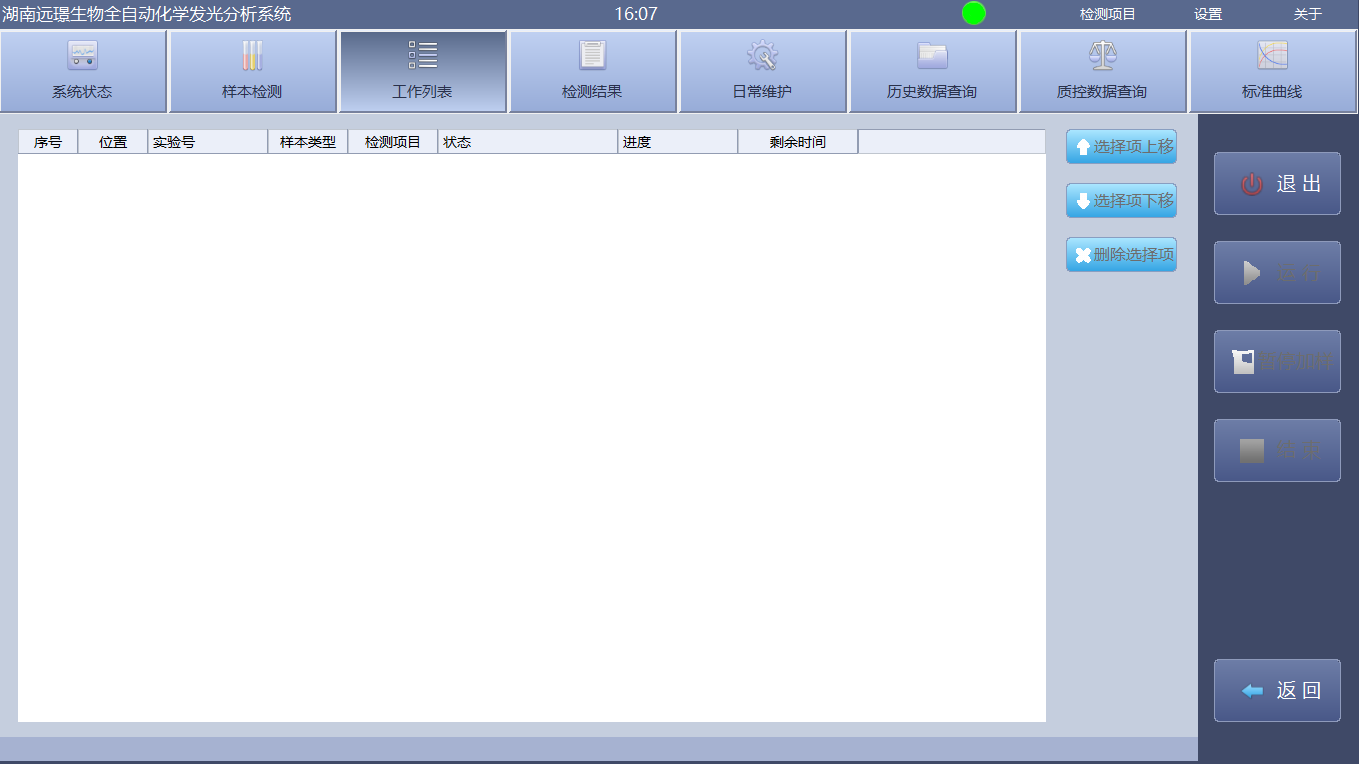 湖南远璟生物全自动化学发光分析系统 16:07 检测项目 设置 关于
系统状态 样本检测 工作列表 检测结果 日常维护 历史数据查询 质控数据查询 标准曲线
序号 位置 实验号 样本类型 检测项目 状态 进度 剩余时间
选择项上移
选择项下移
删除选择项
退 出
运 行
暂停加样
结 束
返 回